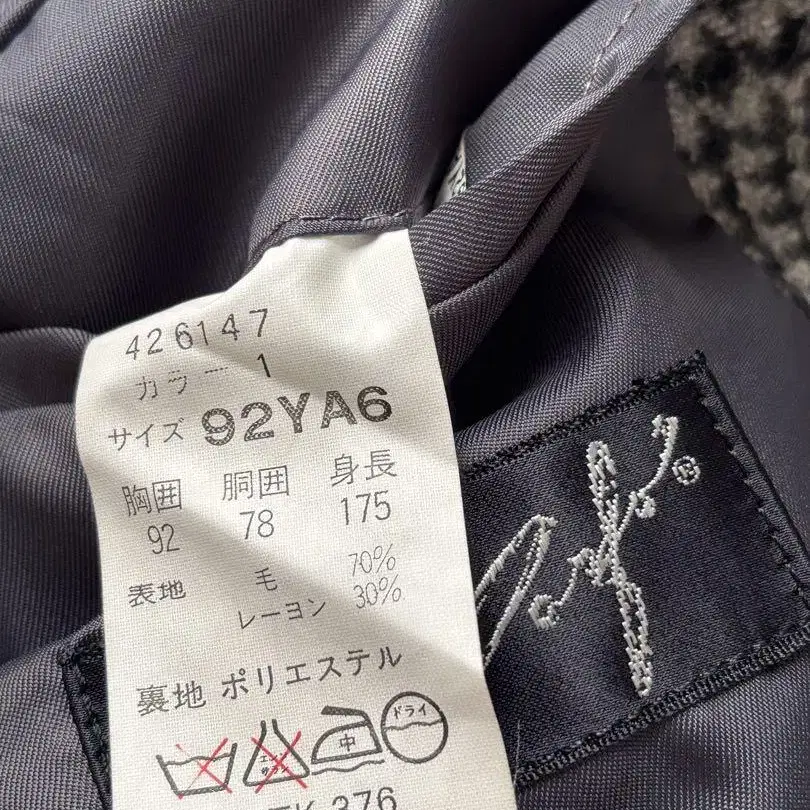 426147
カラー 1
サイズ 92YA6
胸囲 胴囲 身長
92 78 175
表地 毛 70%
レーヨン 30%
裏地 ポリエステル
中 ドライ
376
®